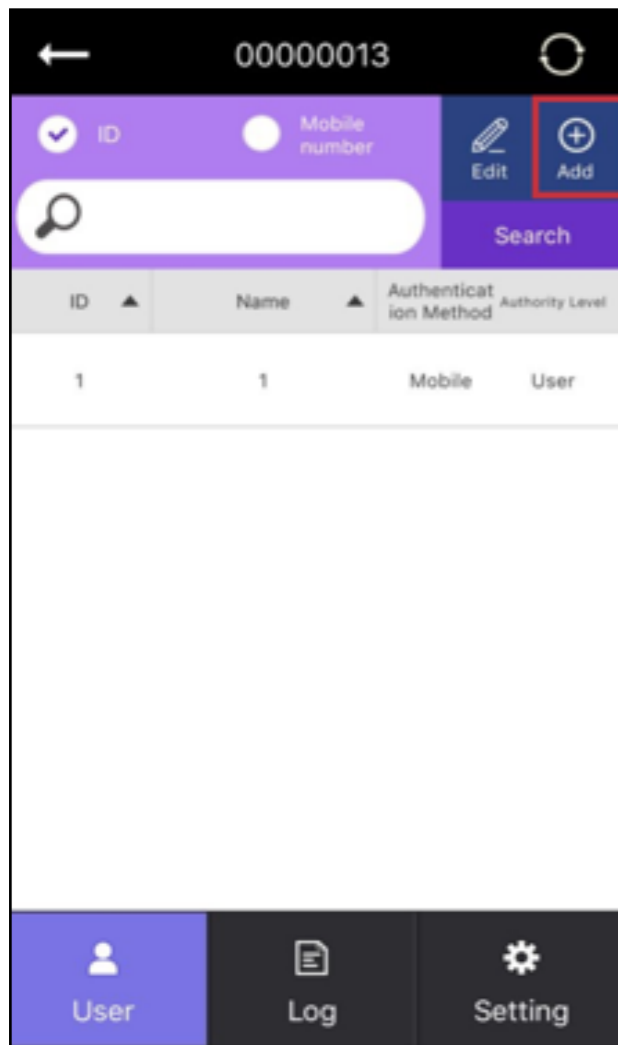 00000013
ID
Mobile
number
Edit
Add
Search
ID
Name
Authenticat
ion Method
Authority Level
1
1
Mobile
User
User
Log
Setting